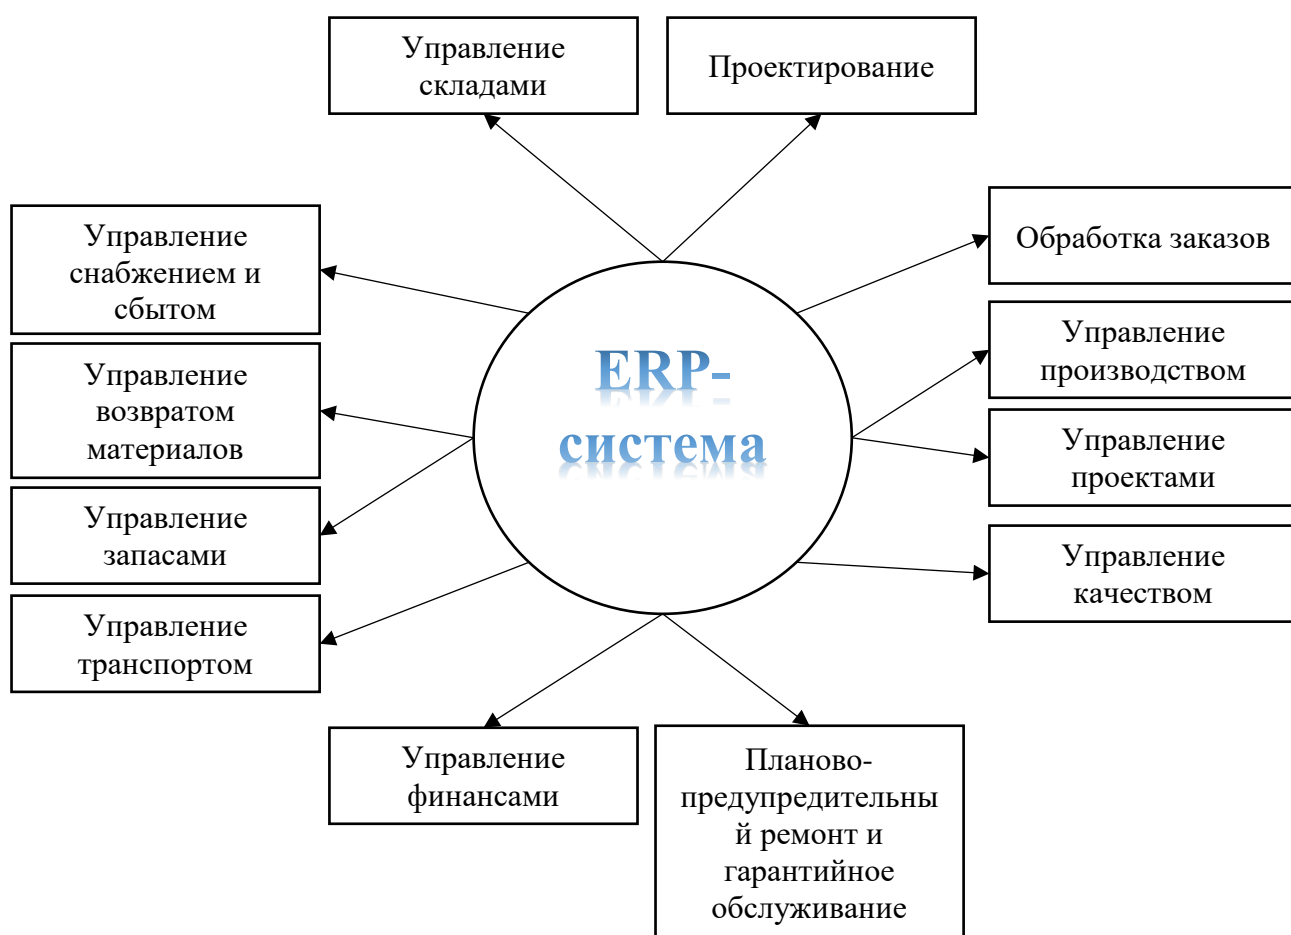 Управление
складами
Проектирование
Управление
снабжением и
сбытом
Обработка заказов
Управление
производством
Управление
возвратом
материалов
ERP-
система
Управление
проектами
Управление
запасами
Управление
качеством
Управление
транспортом
Управление
финансами
Планово-
предупредительны
й ремонт и
гарантийное
обслуживание